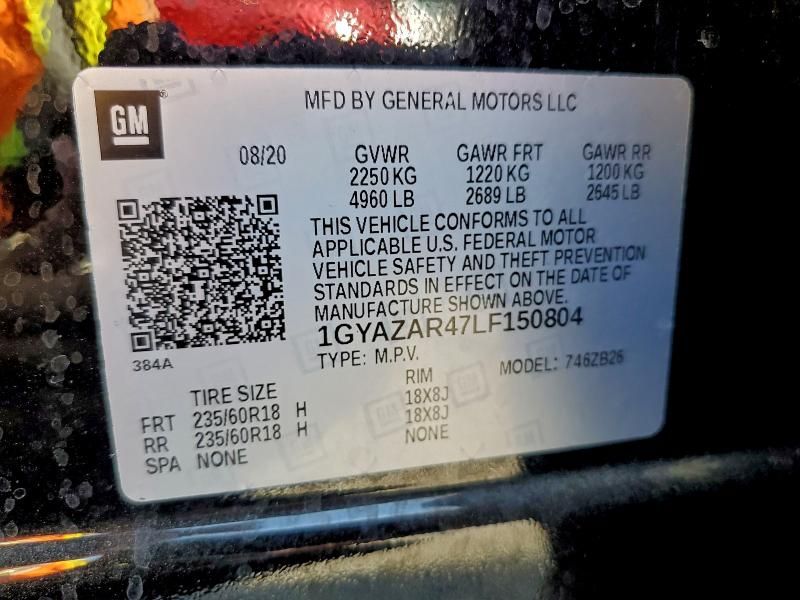 GM
MFD BY GENERAL MOTORS LLC
08/20 GVWR GAWR FRT GAWR RR
2250 KG 1220 KG 1200 KG
4960 LB 2689 LB 2645 LB
THIS VEHICLE CONFORMS TO ALL
APPLICABLE U.S. FEDERAL MOTOR
VEHICLE SAFETY AND THEFT PREVENTION
STANDARDS IN EFFECT ON THE DATE OF
MANUFACTURE SHOWN ABOVE.
1GYAZAR47LF150804
384A
TYPE: M.P.V. MODEL: 746ZB26
TIRE SIZE RIM
FRT 235/60R18 H 18X8J
RR 235/60R18 H 18X8J
SPA NONE NONE